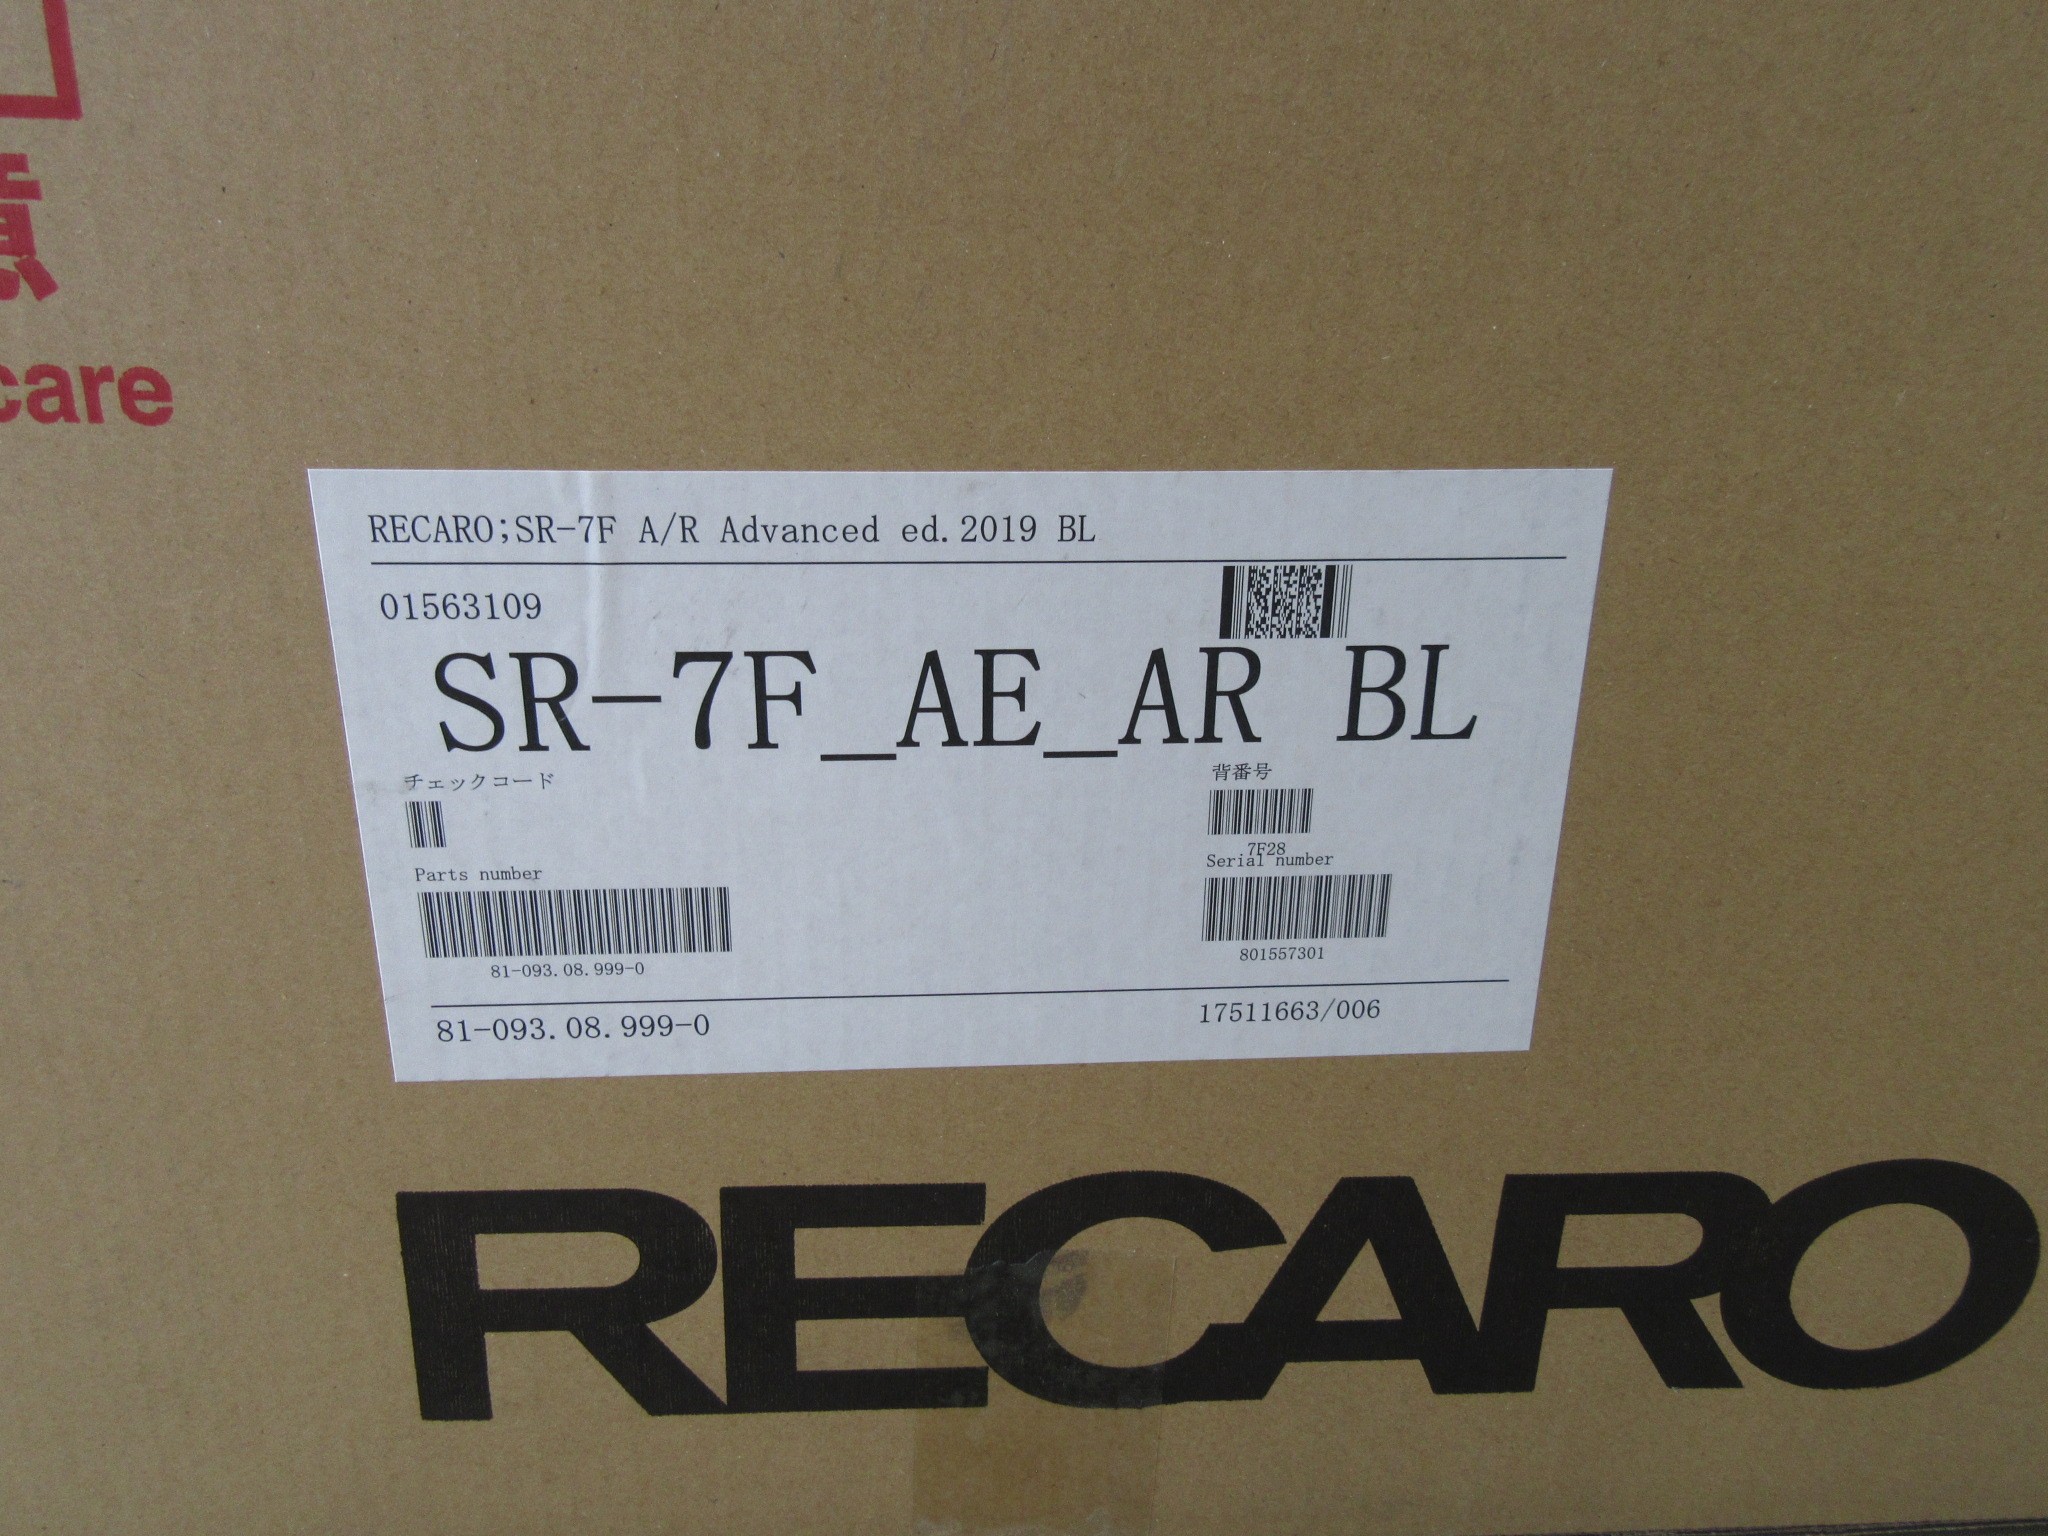 care
RECARO;SR-7F A/R Advanced ed.2019 BL
01563109
SR-7F_AE_AR BL
チェックコード
背番号
7F28
Parts number
Serial number
81-093.08.999-0
801557301
81-093.08.999-0
17511663/006
RECARO